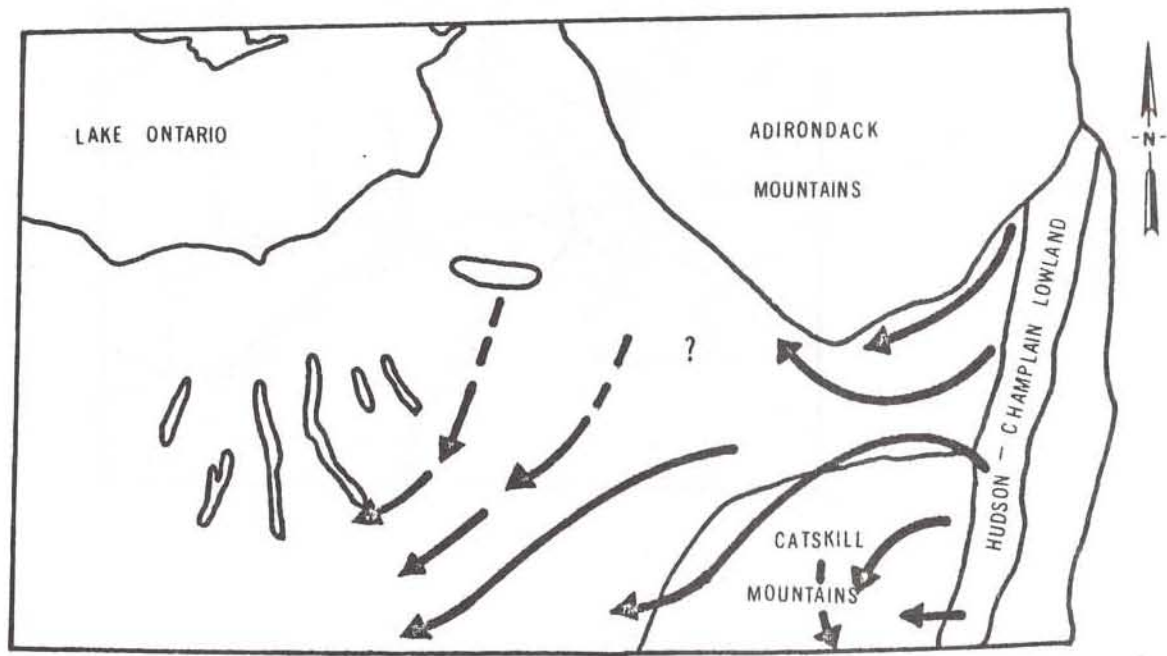 LAKE ONTARIO
ADIRONDACK
MOUNTAINS
-N-
?
HUDSON - CHAMPLAIN LOWLAND
CATSKILL
MOUNTAINS